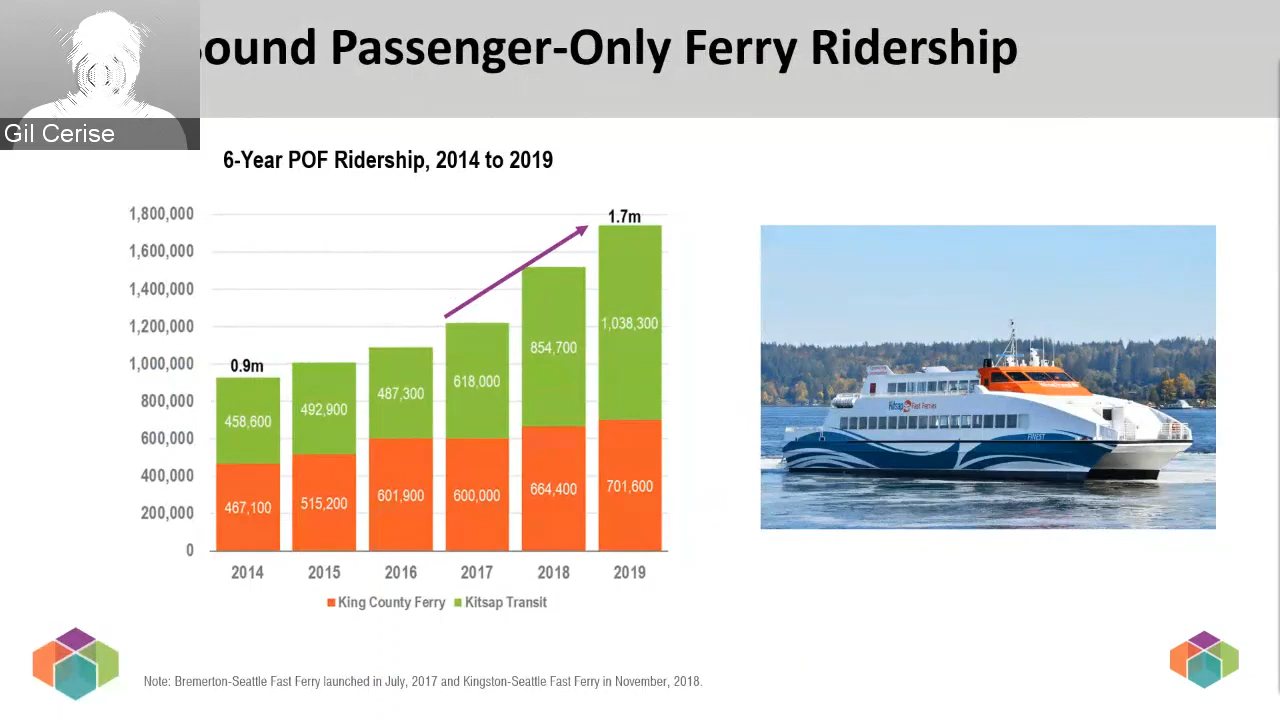 ound Passenger-Only Ferry Ridership
Gil Cerise
6-Year POF Ridership, 2014 to 2019
1,800,000
1,600,000
1,400,000
1,200,000
1,000,000
800,000
600,000
400,000
200,000
0
0.9m
1.7m
458,600
492,900
487,300
618,000
854,700
1,038,300
467,100
515,200
601,900
600,000
664,400
701,600
2014 2015 2016 2017 2018 2019
King County Ferry Kitsap Transit
Kitsap Fast Ferries
FINEST
Note: Bremerton-Seattle Fast Ferry launched in July, 2017 and Kingston-Seattle Fast Ferry in November, 2018.